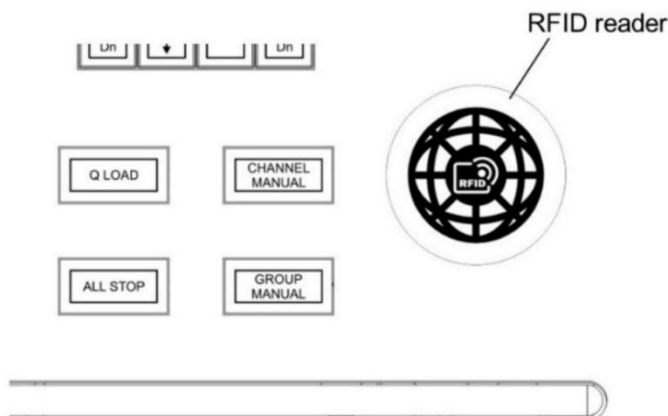 RFID reader
Dn
Dn
Q LOAD
CHANNEL
MANUAL
RFID
ALL STOP
GROUP
MANUAL